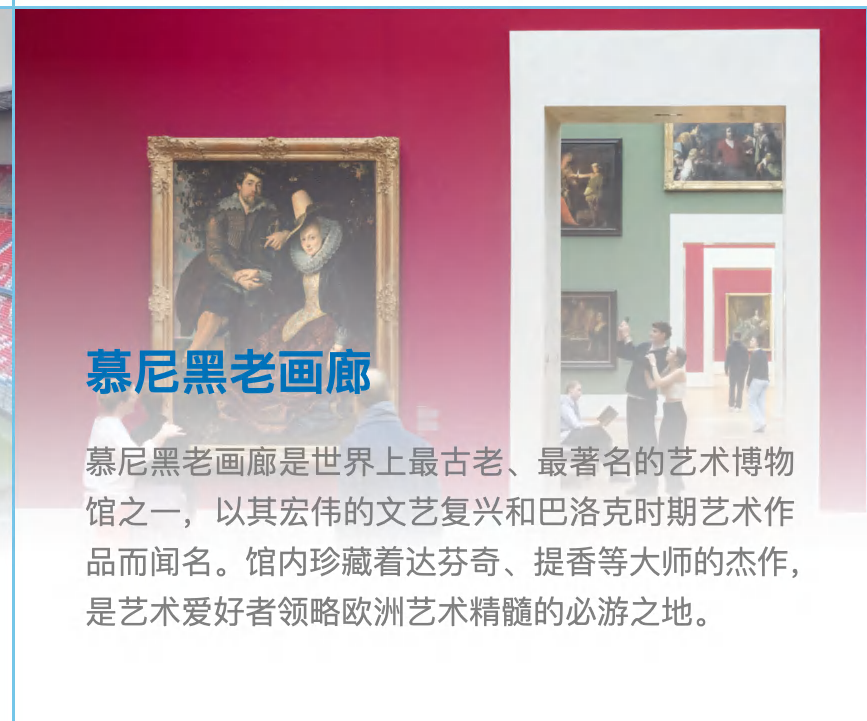 慕尼黑老画廊
慕尼黑老画廊是世界上最古老、最著名的艺术博物
馆之一，以其宏伟的文艺复兴和巴洛克时期艺术作
品而闻名。馆内珍藏着达芬奇、提香等大师的杰作，
是艺术爱好者领略欧洲艺术精髓的必游之地。